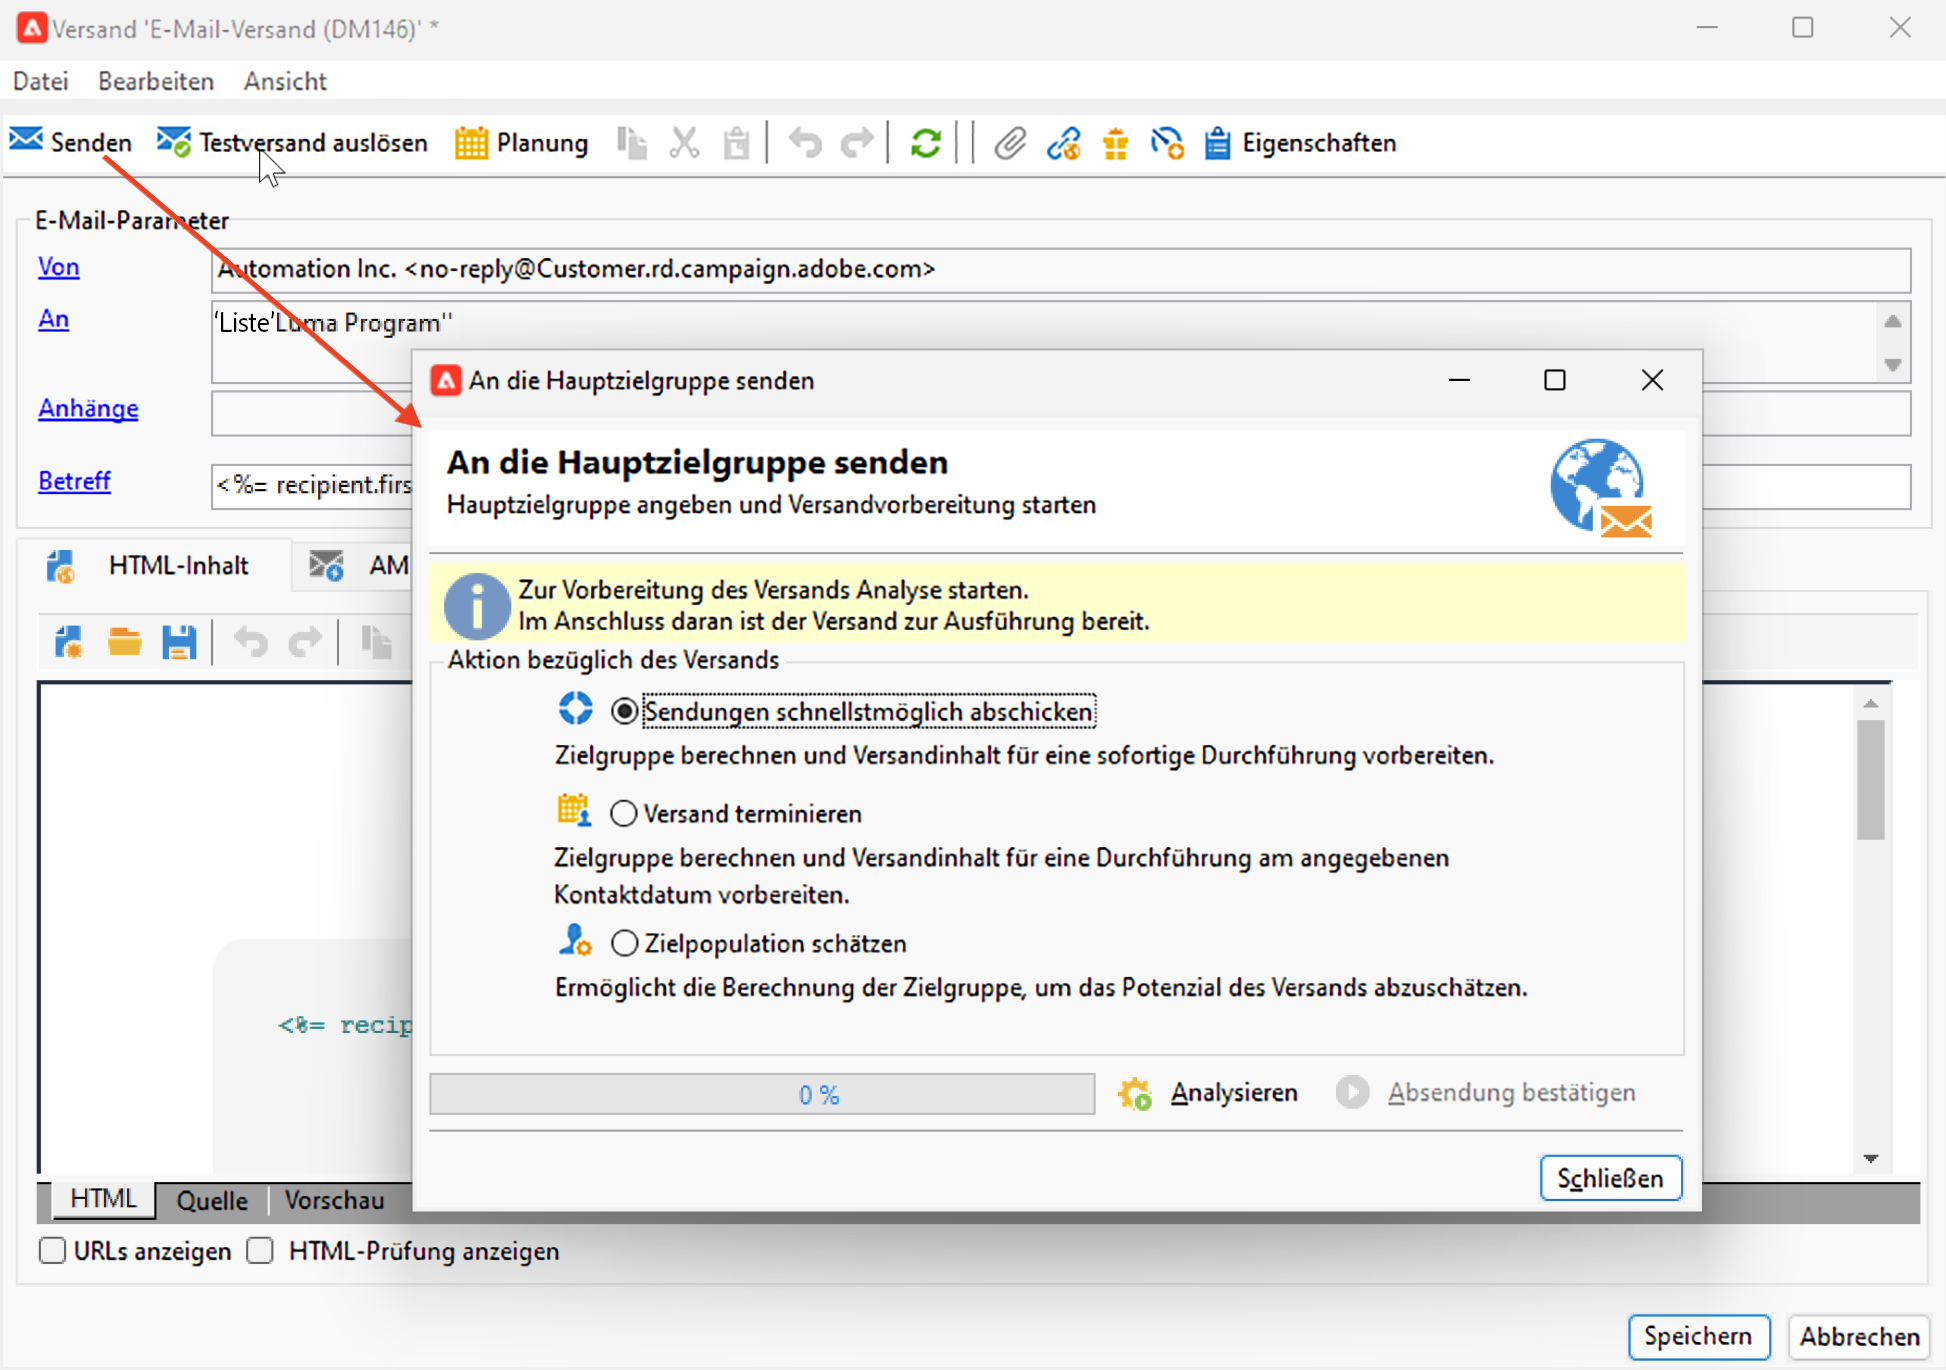 Versand 'E-Mail-Versand (DM146)' *
Datei Bearbeiten Ansicht
Senden Testversand auslösen Planung Eigenschaften
E-Mail-Parameter
Von Automation Inc. <no-reply@Customer.rd.campaign.adobe.com>
An ‘Liste’Luma Program''
Anhänge
Betreff <%= recipient.firs
An die Hauptzielgruppe senden
An die Hauptzielgruppe senden
Hauptzielgruppe angeben und Versandvorbereitung starten
HTML-Inhalt AM
Zur Vorbereitung des Versands Analyse starten.
Im Anschluss daran ist der Versand zur Ausführung bereit.
Aktion bezüglich des Versands
Sendungen schnellstmöglich abschicken
Zielgruppe berechnen und Versandinhalt für eine sofortige Durchführung vorbereiten.
Versand terminieren
Zielgruppe berechnen und Versandinhalt für eine Durchführung am angegebenen
Kontaktdatum vorbereiten.
Zielpopulation schätzen
Ermöglicht die Berechnung der Zielgruppe, um das Potenzial des Versands abzuschätzen.
<%= recip
0 % Analysieren Absendung bestätigen
Schließen
HTML Quelle Vorschau
URLs anzeigen HTML-Prüfung anzeigen
Speichern Abbrechen